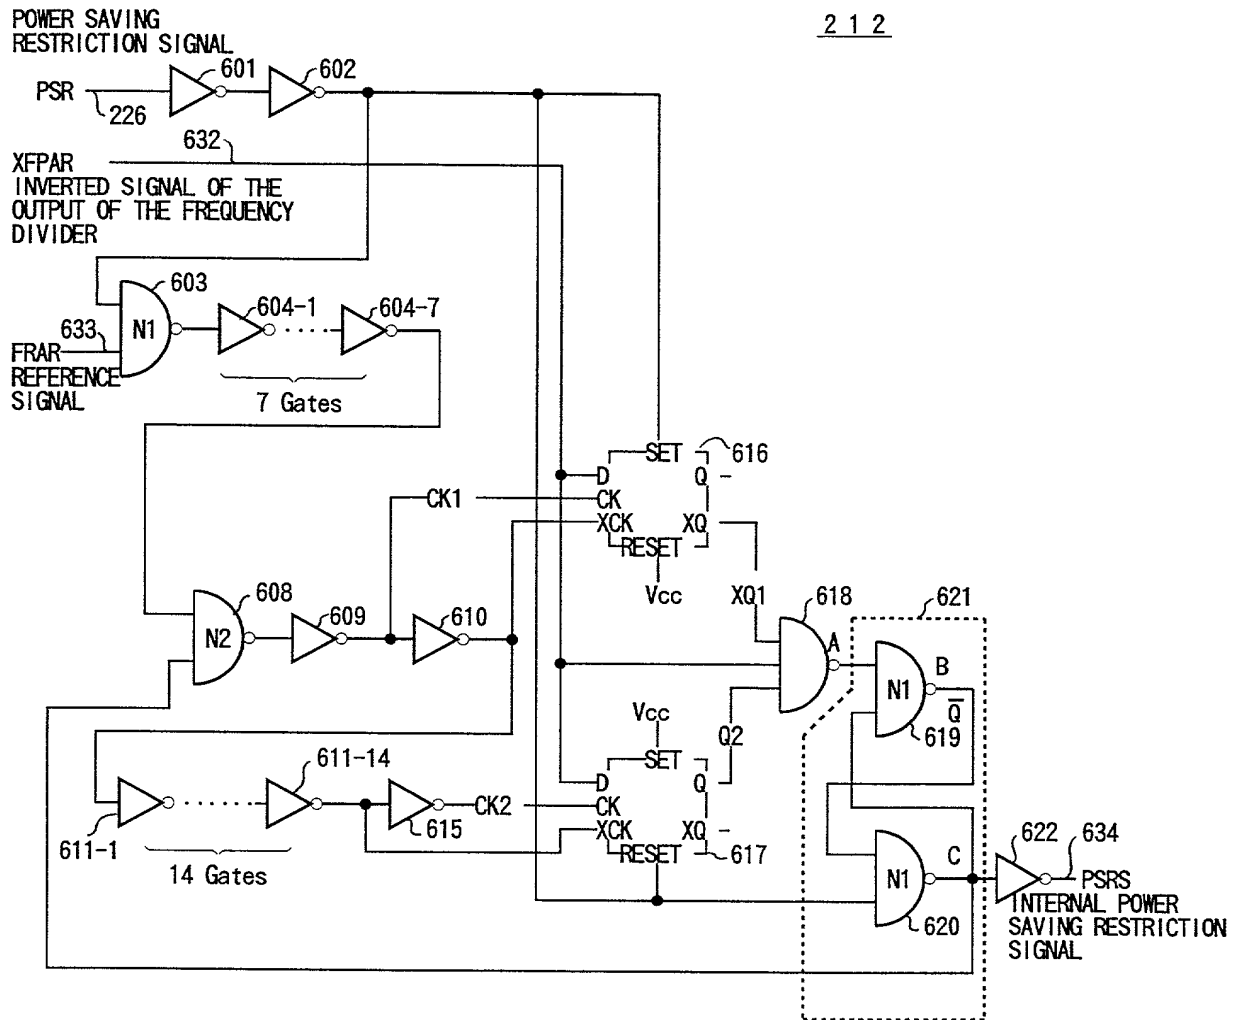 POWER SAVING
RESTRICTION SIGNAL
2 1 2
601
602
PSR
226
632
XFPAR
INVERTED SIGNAL OF THE
OUTPUT OF THE FREQUENCY
DIVIDER
603
N1
604-1
604-7
633
FRAR
REFERENCE
SIGNAL
7 Gates
SET
616
D
Q
CK1
CK
XCK
XQ
RESET
Vcc
XQ1
608
N2
609
610
618
621
A
N1
B
Q̅
619
Vcc
Q2
611-14
SET
D
Q
CK2
CK
615
XCK
XQ
RESET
617
611-1
14 Gates
C
622
634
N1
620
PSRS
INTERNAL POWER
SAVING RESTRICTION
SIGNAL